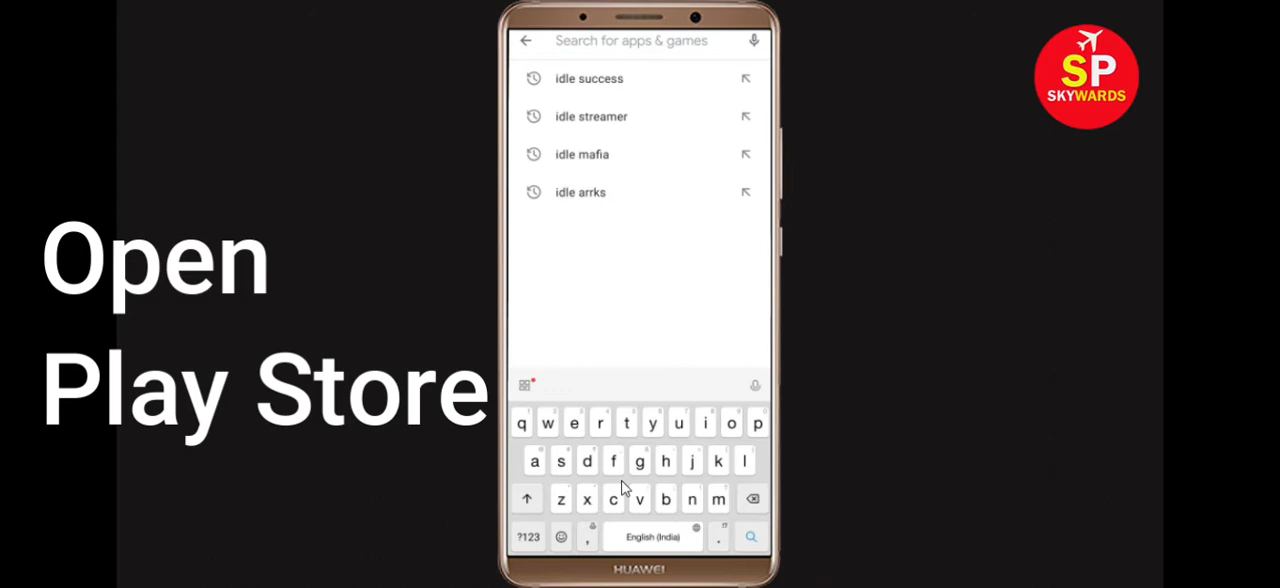 Open
Play Store
Search for apps & games
idle success
idle streamer
idle mafia
idle arrks
q w e r t y u i o p
a s d f g h j k l
z x c v b n m
?123 , English (India) .
HUAWEI
SP
SKYWARDS